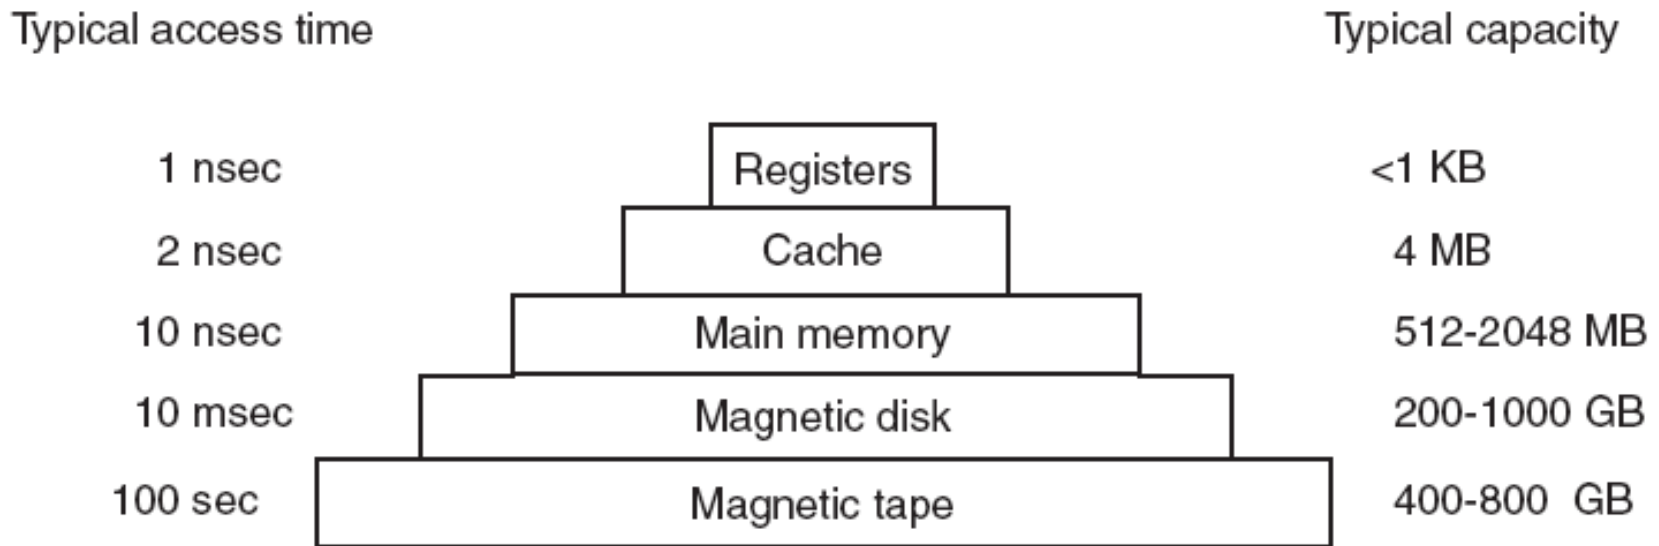 Typical access time Typical capacity
1 nsec Registers <1 KB
2 nsec Cache 4 MB
10 nsec Main memory 512-2048 MB
10 msec Magnetic disk 200-1000 GB
100 sec Magnetic tape 400-800 GB